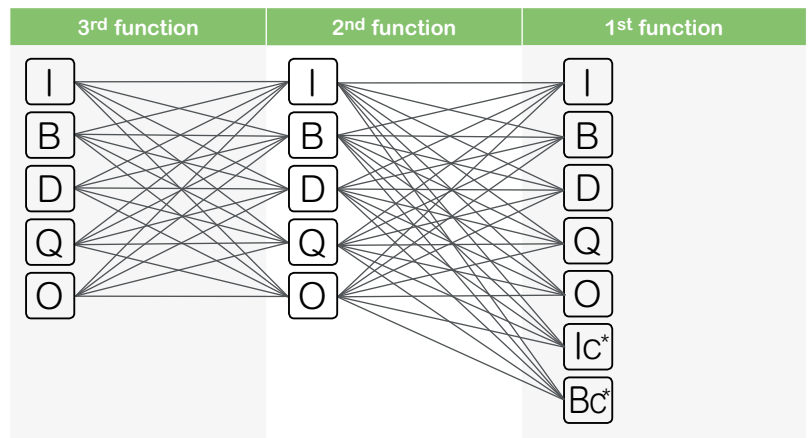 3rd function 2nd function 1st function
I I I
B B B
D D D
Q Q Q
O O O
Ic*
Bc*